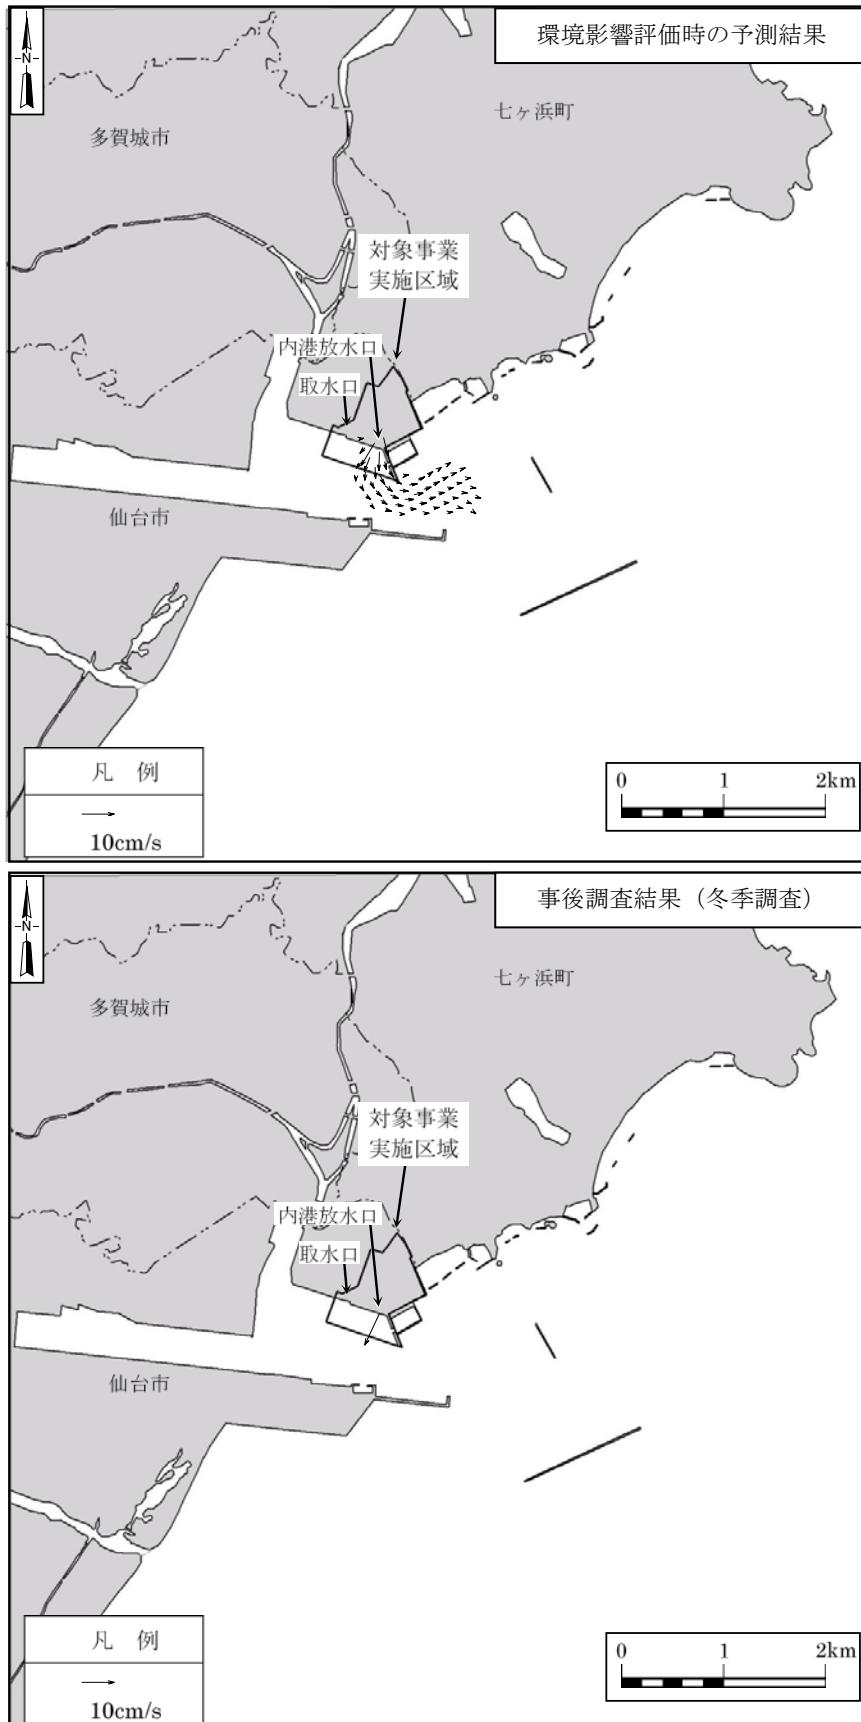 環境影響評価時の予測結果
N
七ヶ浜町
多賀城市
対象事業
実施区域
内港放水口
取水口
仙台市
凡 例
10cm/s
0 1 2km
事後調査結果（冬季調査）
N
七ヶ浜町
多賀城市
対象事業
実施区域
内港放水口
取水口
仙台市
凡 例
10cm/s
0 1 2km